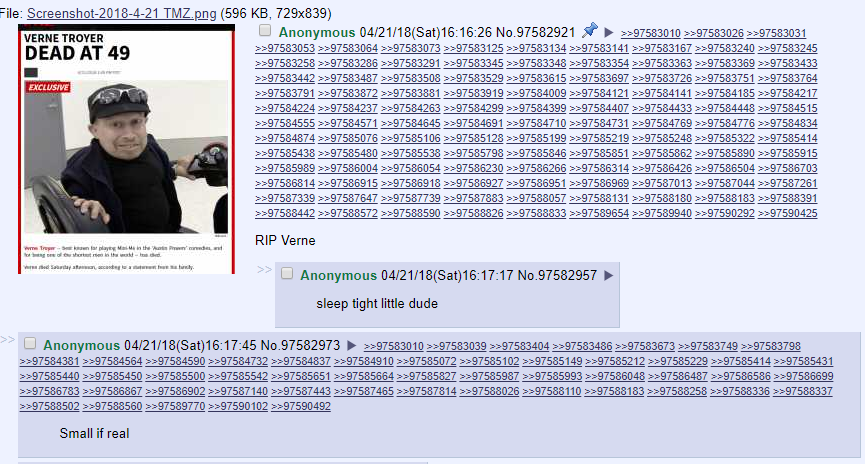 File: Screenshot-2018-4-21 TMZ.png (596 KB, 729x839)
Anonymous 04/21/18(Sat)16:16:26 No.97582921 >>97583010 >>97583026 >>97583031
>>97583053 >>97583064 >>97583073 >>97583125 >>97583134 >>97583141 >>97583167 >>97583240 >>97583245
>>97583258 >>97583286 >>97583291 >>97583345 >>97583348 >>97583354 >>97583363 >>97583369 >>97583433
>>97583442 >>97583487 >>97583508 >>97583529 >>97583615 >>97583697 >>97583726 >>97583751 >>97583764
>>97583791 >>97583872 >>97583881 >>97583919 >>97584009 >>97584121 >>97584141 >>97584185 >>97584217
>>97584224 >>97584237 >>97584263 >>97584299 >>97584399 >>97584407 >>97584433 >>97584448 >>97584515
>>97584555 >>97584571 >>97584645 >>97584691 >>97584710 >>97584731 >>97584769 >>97584776 >>97584834
>>97584874 >>97585076 >>97585106 >>97585128 >>97585199 >>97585219 >>97585248 >>97585322 >>97585414
>>97585438 >>97585480 >>97585538 >>97585798 >>97585846 >>97585851 >>97585862 >>97585890 >>97585915
>>97585989 >>97586004 >>97586054 >>97586230 >>97586266 >>97586314 >>97586426 >>97586504 >>97586703
>>97586814 >>97586915 >>97586918 >>97586927 >>97586951 >>97586969 >>97587013 >>97587044 >>97587261
>>97587339 >>97587647 >>97587739 >>97587883 >>97588057 >>97588131 >>97588180 >>97588183 >>97588391
>>97588442 >>97588572 >>97588590 >>97588826 >>97588833 >>97589654 >>97589940 >>97590292 >>97590425
VERNE TROYER
DEAD AT 49
EXCLUSIVE
Verne Troyer -- best known for playing Mini-Me in the 'Austin Powers' comedies, and
for being one of the shortest men in the world -- has died.
Verne died Saturday afternoon, according to a statement from his family.
RIP Verne
>> Anonymous 04/21/18(Sat)16:17:17 No.97582957
sleep tight little dude
>> Anonymous 04/21/18(Sat)16:17:45 No.97582973 >>97583010 >>97583039 >>97583404 >>97583486 >>97583673 >>97583749 >>97583798
>>97584381 >>97584564 >>97584590 >>97584732 >>97584837 >>97584910 >>97585072 >>97585102 >>97585149 >>97585212 >>97585229 >>97585414 >>97585431
>>97585440 >>97585450 >>97585500 >>97585542 >>97585651 >>97585664 >>97585827 >>97585987 >>97585993 >>97586048 >>97586487 >>97586586 >>97586699
>>97586783 >>97586867 >>97586902 >>97587140 >>97587443 >>97587465 >>97587814 >>97588026 >>97588110 >>97588183 >>97588258 >>97588336 >>97588337
>>97588502 >>97588560 >>97589770 >>97590102 >>97590492
Small if real